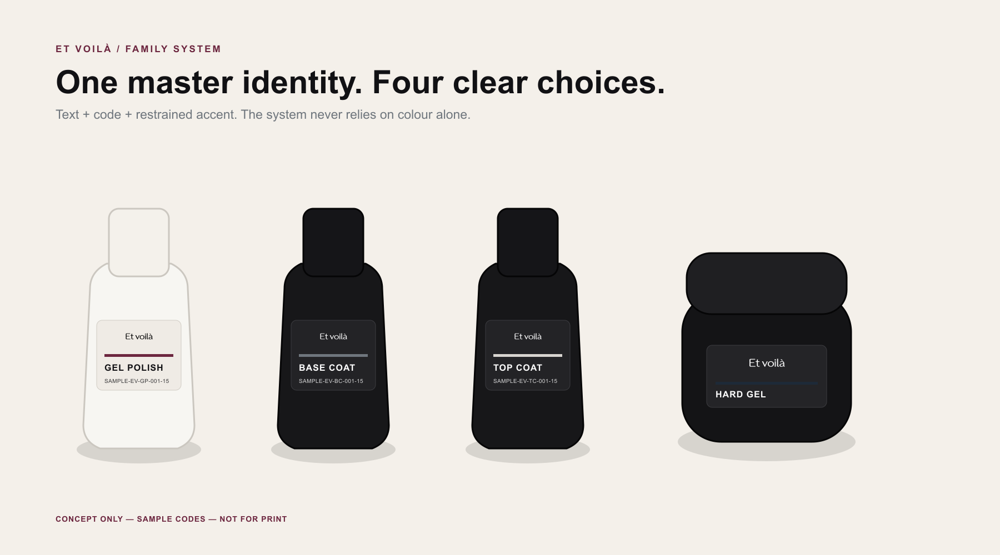 ET VOILÀ / FAMILY SYSTEM
One master identity. Four clear choices.
Text + code + restrained accent. The system never relies on colour alone.
Et voilà
GEL POLISH
SAMPLE-EV-GP-001-15
Et voilà
BASE COAT
SAMPLE-EV-BC-001-15
Et voilà
TOP COAT
SAMPLE-EV-TC-001-15
Et voilà
HARD GEL
CONCEPT ONLY — SAMPLE CODES — NOT FOR PRINT